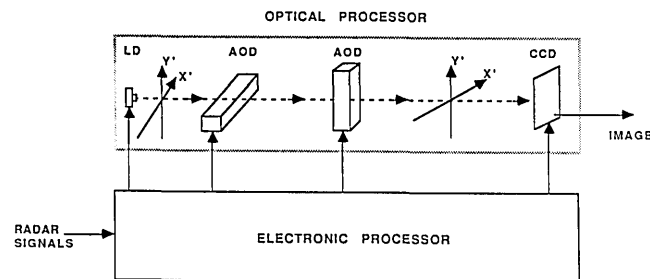 OPTICAL PROCESSOR
LD
Y'
X'
AOD
AOD
Y'
X'
CCD
IMAGE
RADAR
SIGNALS
ELECTRONIC PROCESSOR